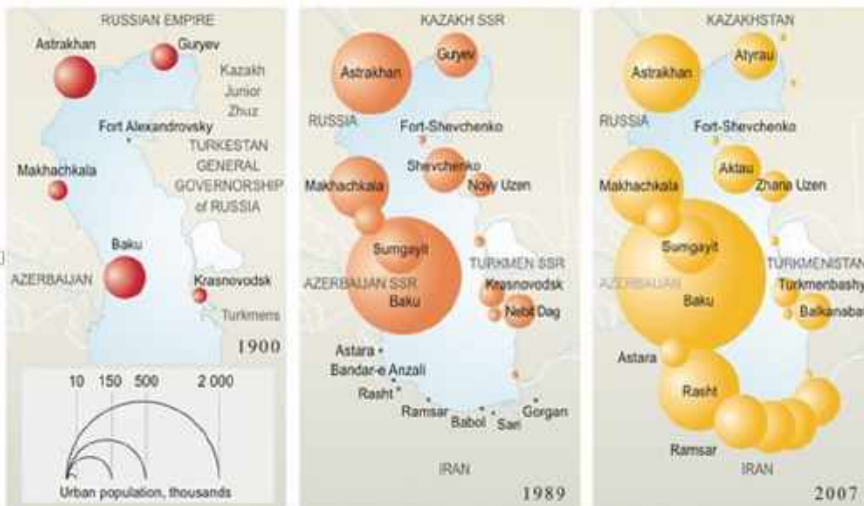 RUSSIAN EMPIRE
Astrakhan
Guryev
Kazakh
Junior
Zhuz
Fort Alexandrovsky
TURKESTAN
GENERAL
GOVERNORSHIP
of RUSSIA
Makhachkala
Baku
AZERBAIJAN
Krasnovodsk
Turkmens
1900
10 150 500 2 000
Urban population, thousands
KAZAKH SSR
Guryev
Astrakhan
RUSSIA
Fort-Shevchenko
Shevchenko
Makhachkala
Novy Uzen
Sumgayit
TURKMEN SSR
AZERBAIJAN SSR
Krasnovodsk
Baku
Nebit Dag
Astara
Bandar-e Anzali
Rasht
Ramsar
Babol
Sari
Gorgan
IRAN
1989
KAZAKHSTAN
Atyrau
Astrakhan
RUSSIA
Fort-Shevchenko
Aktau
Makhachkala
Zhana Uzen
Sumgayit
TURKMENISTAN
AZERBAIJAN
Turkmenbashy
Baku
Balkanabat
Astara
Rasht
Ramsar
IRAN
2007